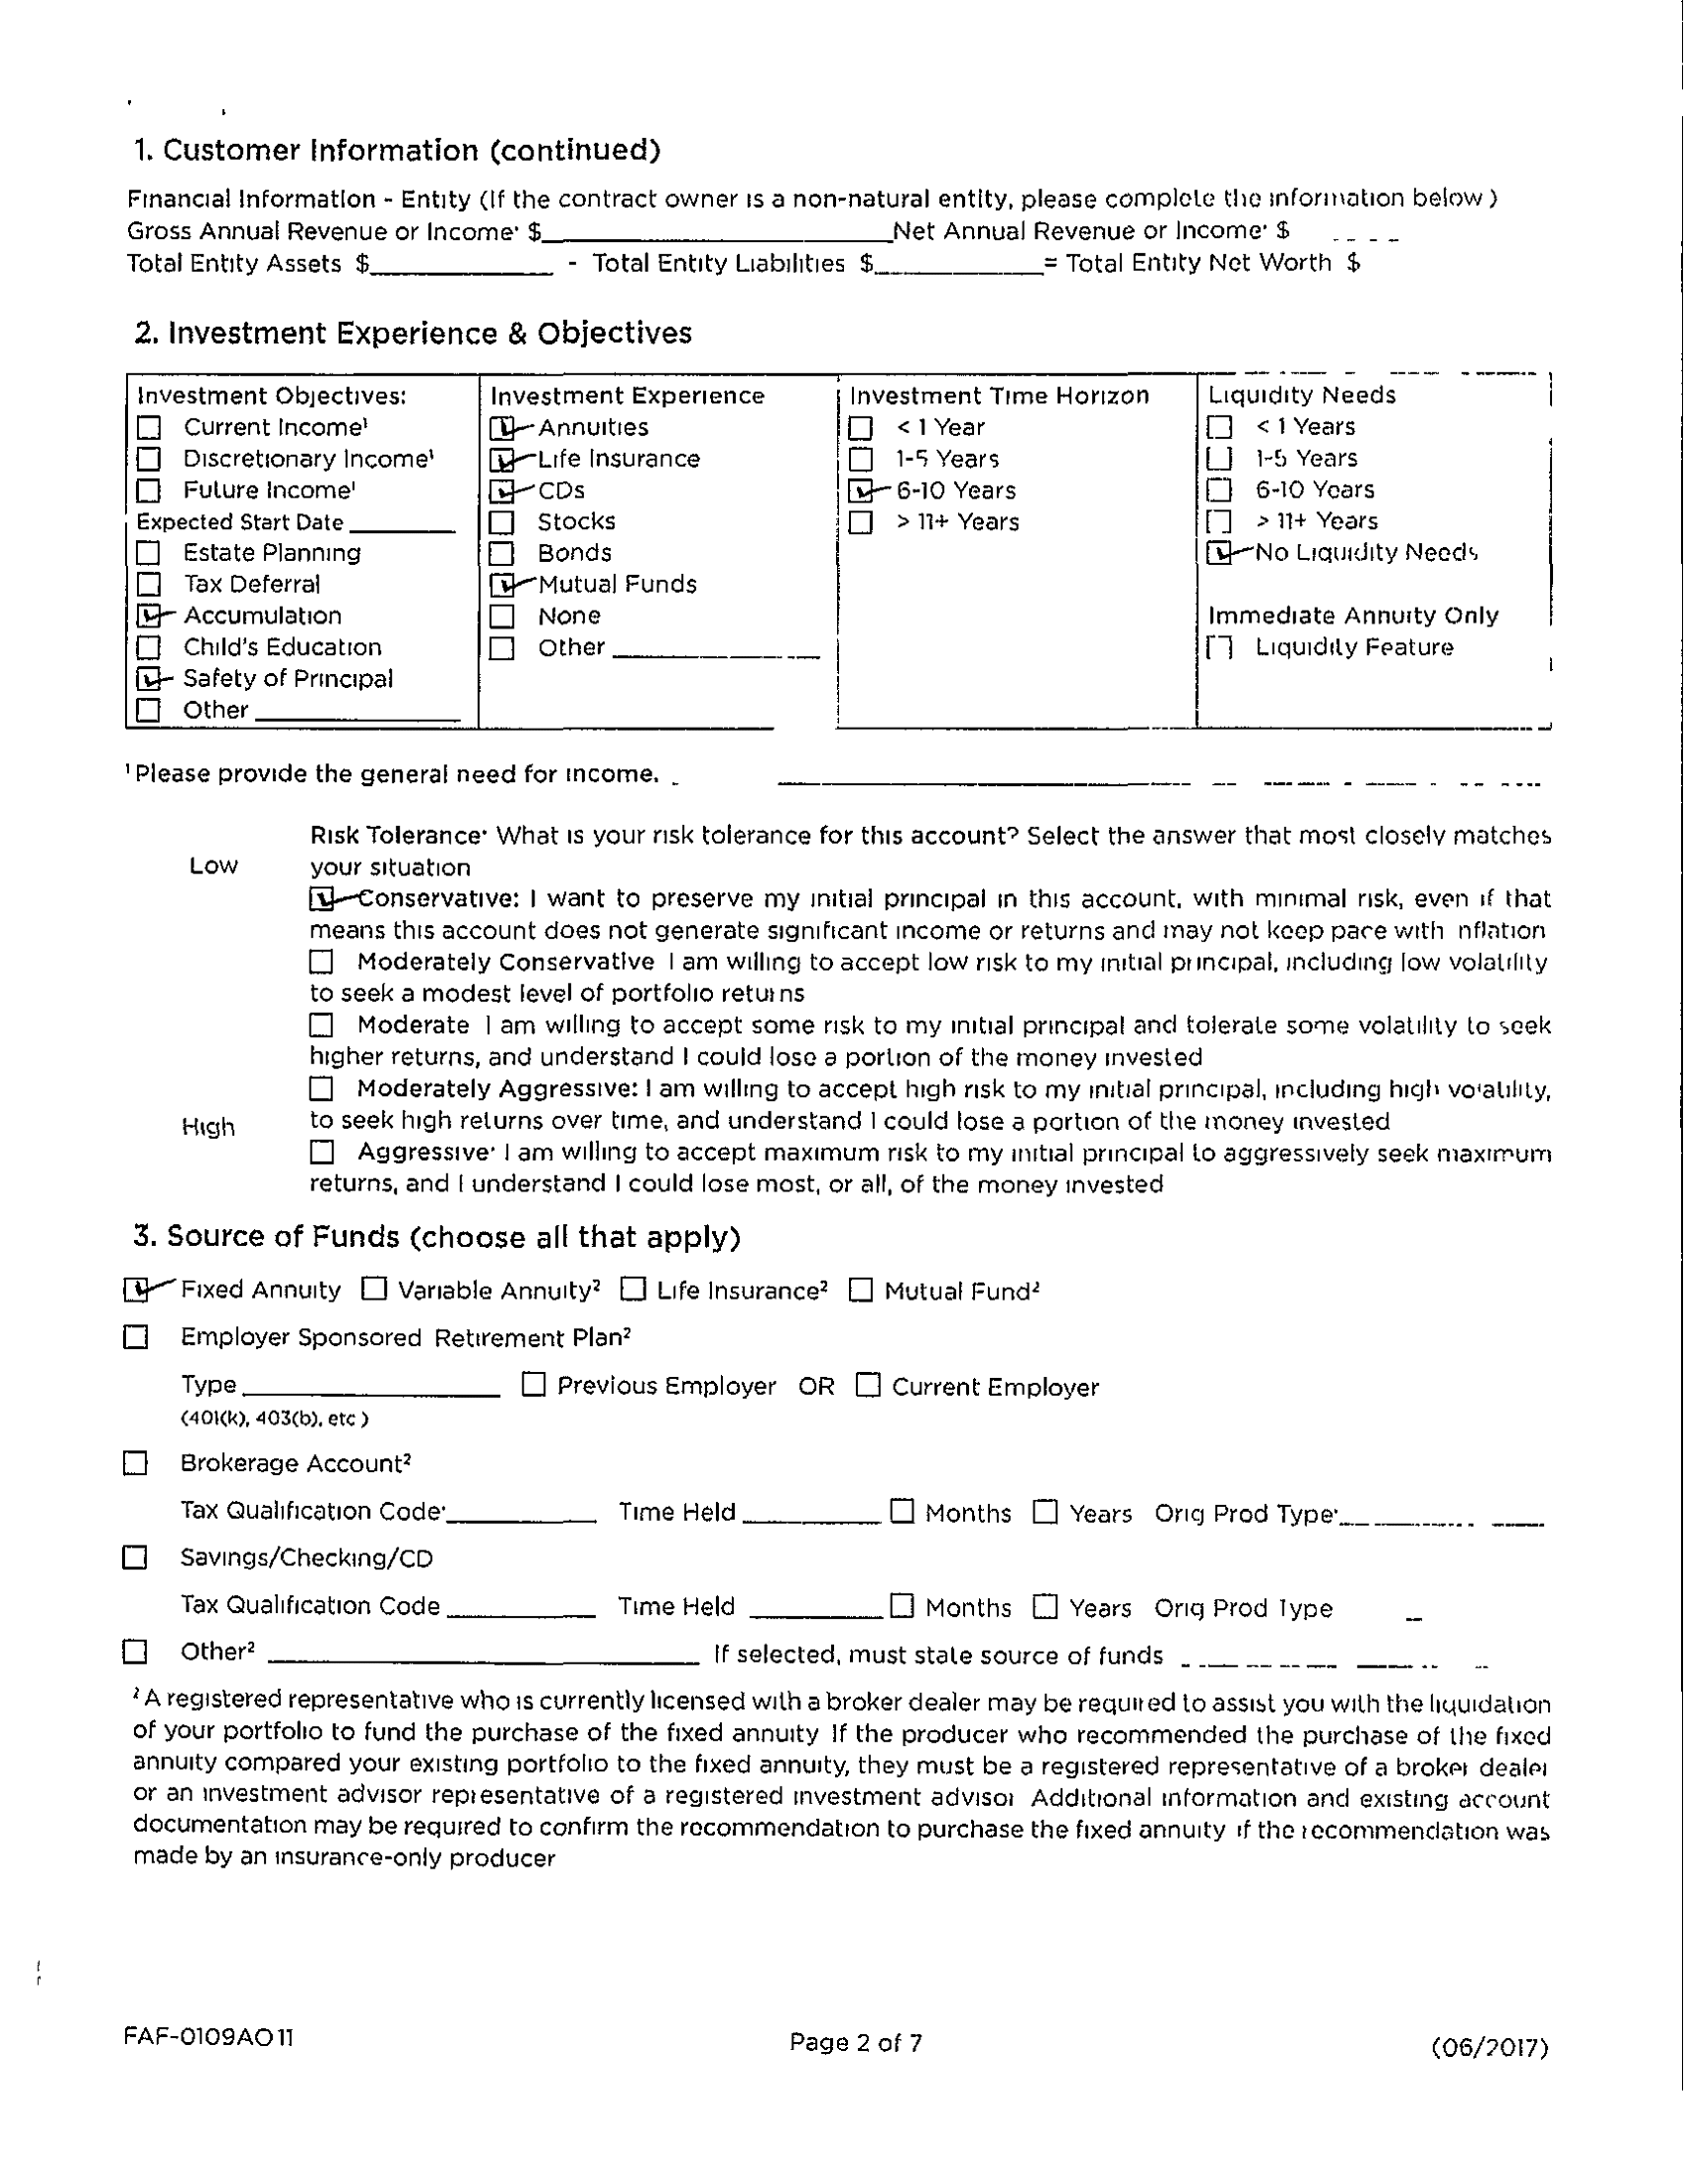 1. Customer Information (continued)
Financial Information - Entity (If the contract owner is a non-natural entity, please complete the information below)
Gross Annual Revenue or Income: $ Net Annual Revenue or Income: $
Total Entity Assets $ - Total Entity Liabilities $ = Total Entity Net Worth $
2. Investment Experience & Objectives
Investment Objectives:
☐ Current Income¹
☐ Discretionary Income¹
☐ Future Income¹
Expected Start Date
☐ Estate Planning
☐ Tax Deferral
☑ Accumulation
☐ Child's Education
☑ Safety of Principal
☐ Other
Investment Experience
☑ Annuities
☑ Life Insurance
☑ CDs
☐ Stocks
☐ Bonds
☑ Mutual Funds
☐ None
☐ Other
Investment Time Horizon
☐ < 1 Year
☐ 1-5 Years
☑ 6-10 Years
☐ > 11+ Years
Liquidity Needs
☐ < 1 Years
☐ 1-5 Years
☐ 6-10 Years
☐ > 11+ Years
☑ No Liquidity Needs
Immediate Annuity Only
☐ Liquidity Feature
¹ Please provide the general need for income.
Risk Tolerance: What is your risk tolerance for this account? Select the answer that most closely matches
Low
your situation
☑ Conservative: I want to preserve my initial principal in this account, with minimal risk, even if that
means this account does not generate significant income or returns and may not keep pace with nflation
☐ Moderately Conservative I am willing to accept low risk to my initial principal, including low volatility
to seek a modest level of portfolio returns
☐ Moderate I am willing to accept some risk to my initial principal and tolerate some volatility to seek
higher returns, and understand I could lose a portion of the money invested
☐ Moderately Aggressive: I am willing to accept high risk to my initial principal, including high volatility,
High
to seek high returns over time, and understand I could lose a portion of the money invested
☐ Aggressive: I am willing to accept maximum risk to my initial principal to aggressively seek maximum
returns, and I understand I could lose most, or all, of the money invested
3. Source of Funds (choose all that apply)
☑ Fixed Annuity ☐ Variable Annuity² ☐ Life Insurance² ☐ Mutual Fund²
☐ Employer Sponsored Retirement Plan²
Type ☐ Previous Employer OR ☐ Current Employer
(401(k), 403(b), etc )
☐ Brokerage Account²
Tax Qualification Code: Time Held ☐ Months ☐ Years Orig Prod Type:
☐ Savings/Checking/CD
Tax Qualification Code Time Held ☐ Months ☐ Years Orig Prod Type
☐ Other² If selected, must state source of funds
² A registered representative who is currently licensed with a broker dealer may be required to assist you with the liquidation
of your portfolio to fund the purchase of the fixed annuity If the producer who recommended the purchase of the fixed
annuity compared your existing portfolio to the fixed annuity, they must be a registered representative of a broker dealer
or an investment advisor representative of a registered investment advisor Additional information and existing account
documentation may be required to confirm the recommendation to purchase the fixed annuity if the recommendation was
made by an insurance-only producer
FAF-0109AO 11
Page 2 of 7
(06/2017)